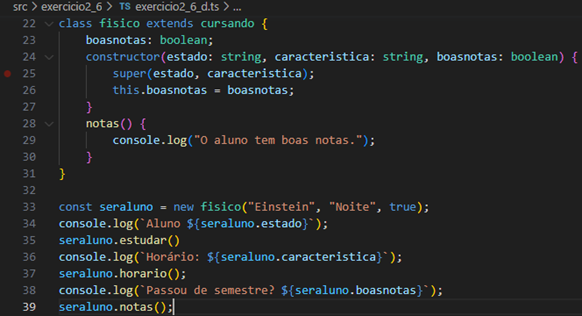 src > exercicio2_6 > TS exercicio2_6_d.ts > ...
22 class fisico extends cursando {
23     boasnotas: boolean;
24     constructor(estado: string, caracteristica: string, boasnotas: boolean) {
25         super(estado, caracteristica);
26         this.boasnotas = boasnotas;
27     }
28     notas() {
29         console.log("O aluno tem boas notas.");
30     }
31 }
32
33 const seraluno = new fisico("Einstein", "Noite", true);
34 console.log(`Aluno ${seraluno.estado}`);
35 seraluno.estudar()
36 console.log(`Horário: ${seraluno.caracteristica}`);
37 seraluno.horario();
38 console.log(`Passou de semestre? ${seraluno.boasnotas}`);
39 seraluno.notas();